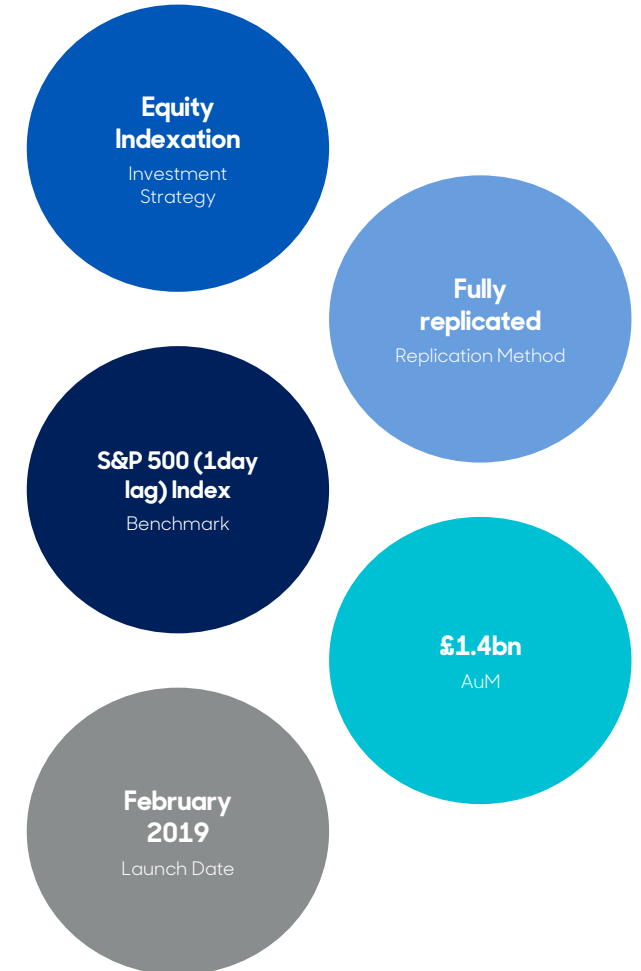 Equity
Indexation
Investment
Strategy
Fully
replicated
Replication Method
S&P 500 (1day
lag) Index
Benchmark
£1.4bn
AuM
February
2019
Launch Date